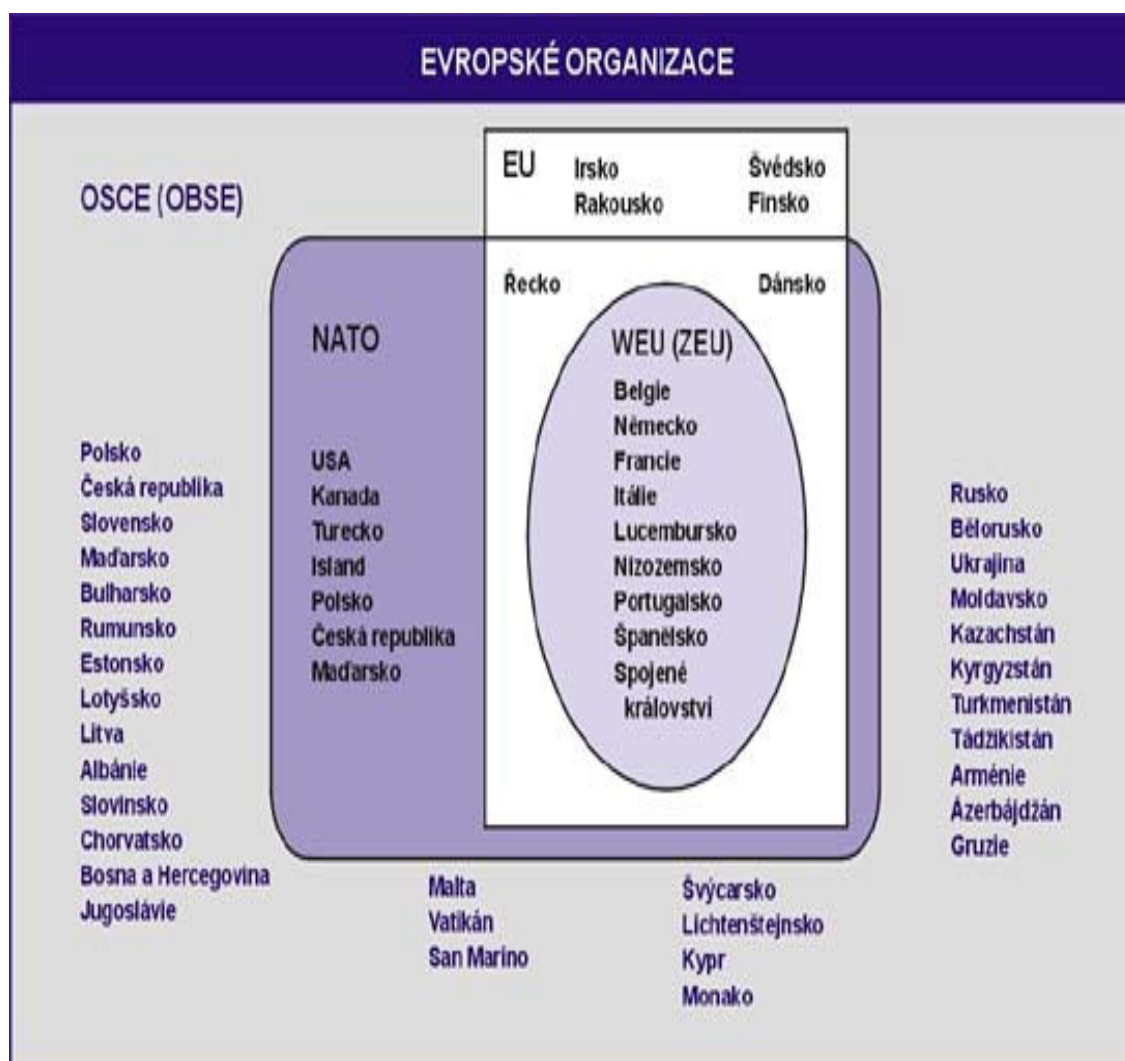 EVROPSKÉ ORGANIZACE
OSCE (OBSE)
EU
Irsko
Rakousko
Švédsko
Finsko
Řecko
Dánsko
NATO
USA
Kanada
Turecko
Island
Polsko
Česká republika
Maďarsko
WEU (ZEU)
Belgie
Německo
Francie
Itálie
Lucembursko
Nizozemsko
Portugalsko
Španělsko
Spojené
království
Polsko
Česká republika
Slovensko
Maďarsko
Bulharsko
Rumunsko
Estonsko
Lotyšsko
Litva
Albánie
Slovinsko
Chorvatsko
Bosna a Hercegovina
Jugoslávie
Malta
Vatikán
San Marino
Švýcarsko
Lichtenštejnsko
Kypr
Monako
Rusko
Bělorusko
Ukrajina
Moldavsko
Kazachstán
Kyrgyzstán
Turkmenistán
Tádžikistán
Arménie
Ázerbájdžán
Gruzie